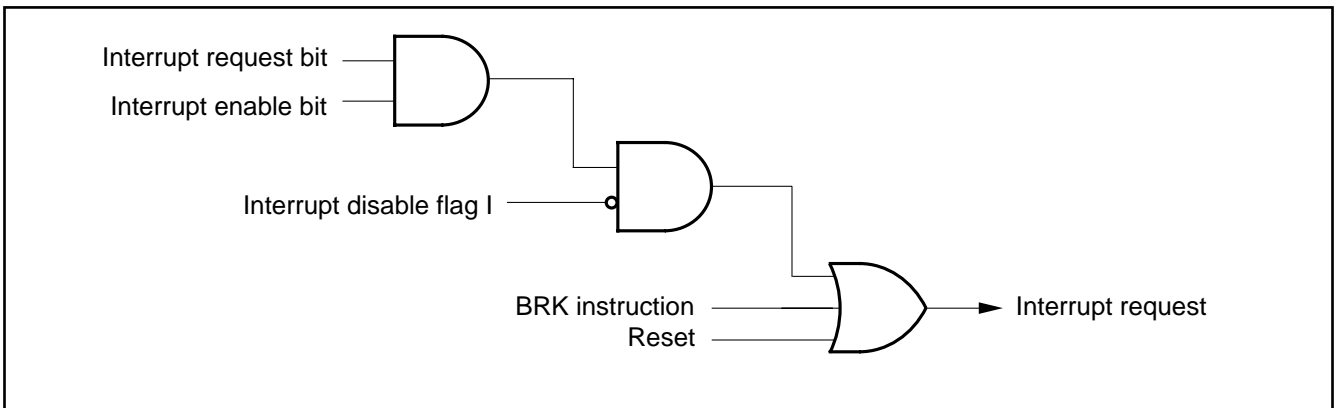 Interrupt request bit
Interrupt enable bit
Interrupt disable flag I
BRK instruction
Interrupt request
Reset